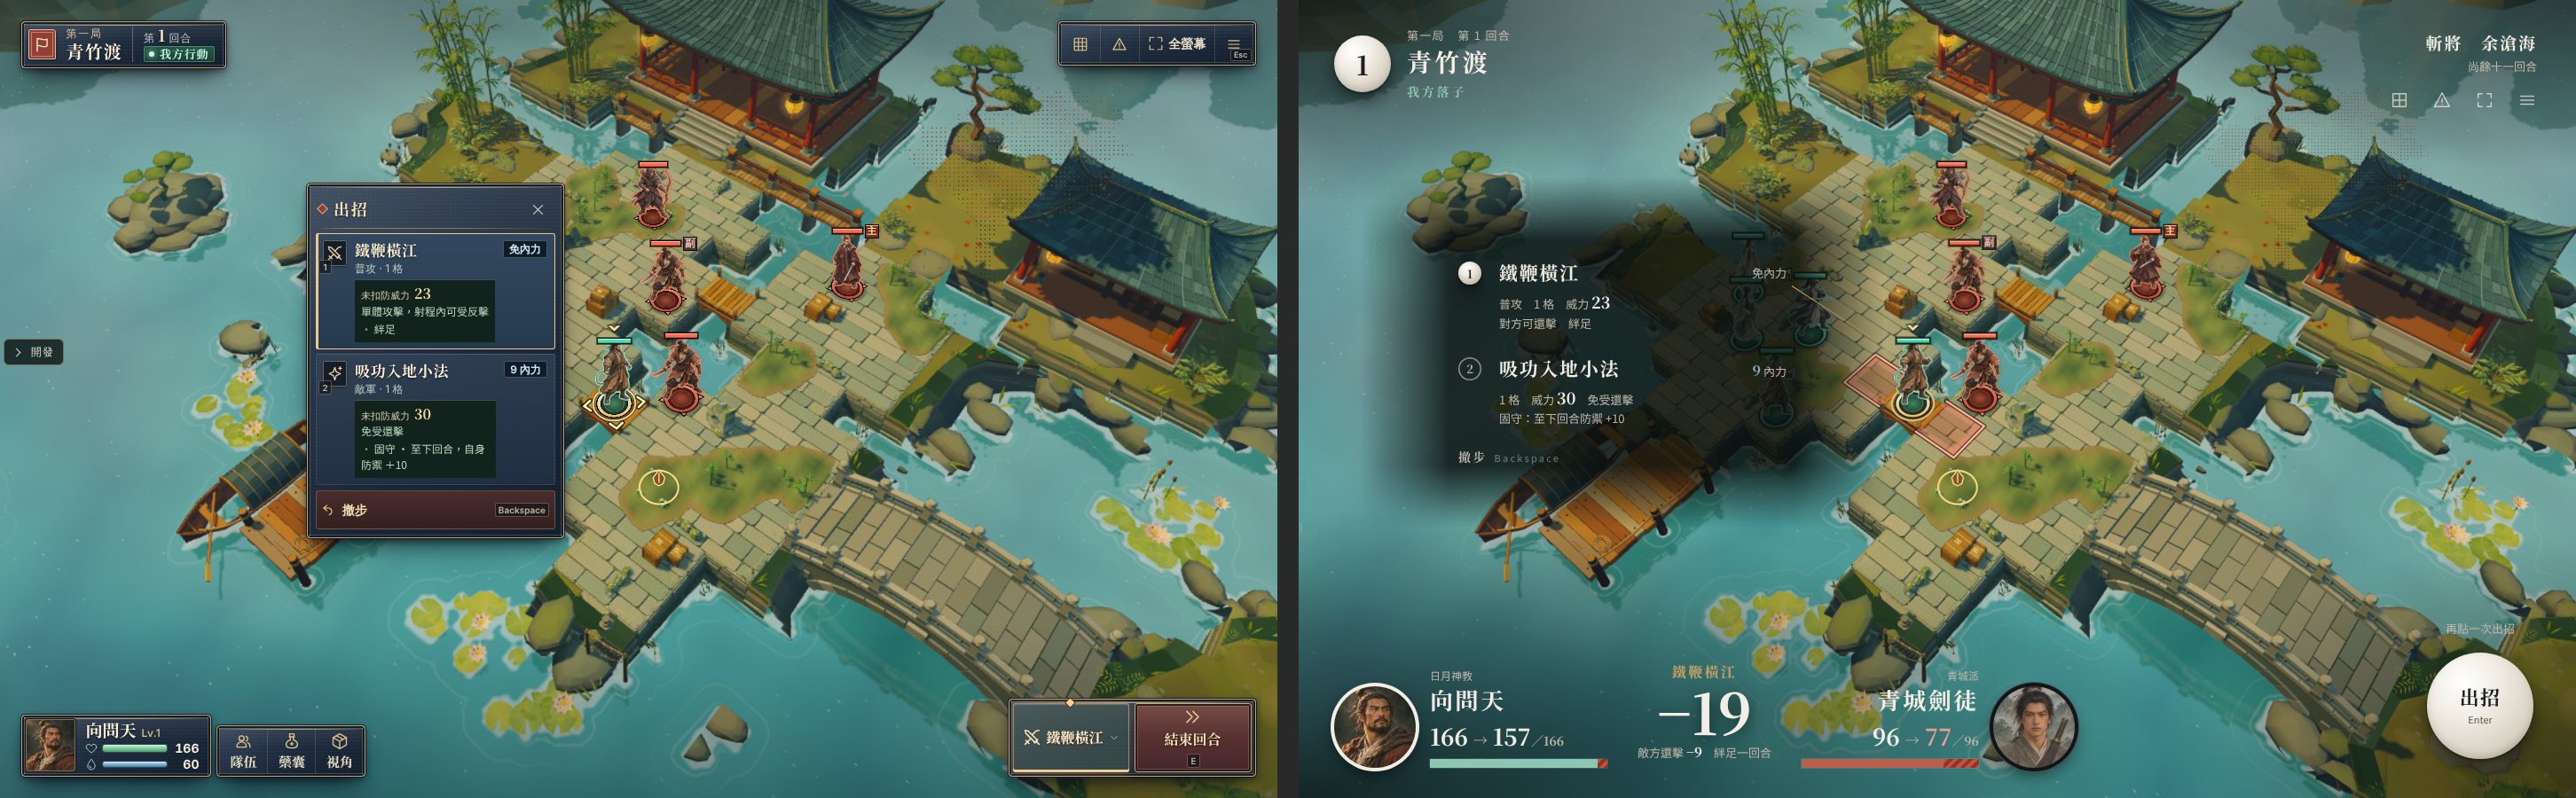 第一局
青竹渡
第 1 回合
我方行動
全螢幕
Esc
開發
出招
鐵鞭橫江
免內力
1
普攻 · 1 格
未扣防威力 23
單體攻擊，射程內可受反擊
· 絆足
吸功入地小法
9 內力
2
敵軍 · 1 格
未扣防威力 30
免受還擊
· 固守 · 至下回合，自身
防禦 +10
撤步
Backspace
副
主
向問天 Lv.1
166
60
隊伍
藥囊
視角
鐵鞭橫江
結束回合
E
1
第一局 第 1 回合
青竹渡
我方落子
斬將 余滄海
尚餘十一回合
1
鐵鞭橫江
免內力
普攻 1 格 威力 23
對方可還擊 絆足
2
吸功入地小法
9 內力
1 格 威力 30 免受還擊
固守：至下回合防禦 +10
撤步 Backspace
副
主
日月神教
向問天
166 → 157/166
鐵鞭橫江
−19
敵方還擊 −9 絆足一回合
青城派
青城劍徒
96 → 77/96
再點一次出招
出招
Enter